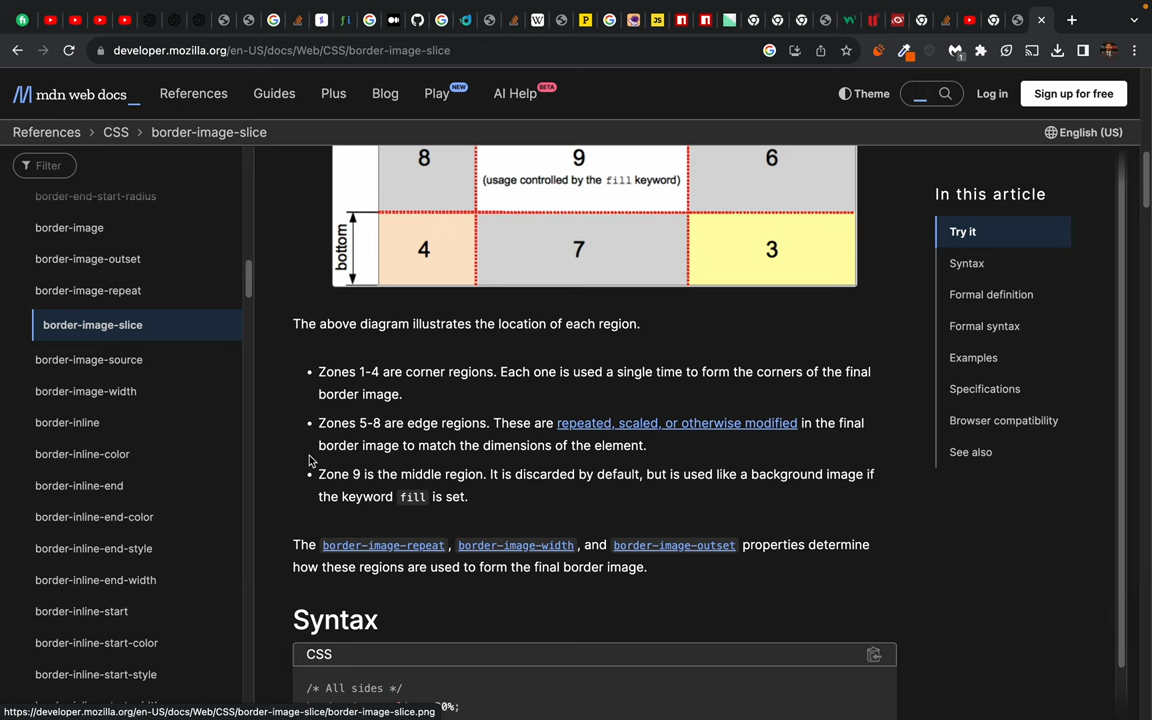 developer.mozilla.org/en-US/docs/Web/CSS/border-image-slice
mdn web docs
References
Guides
Plus
Blog
Play NEW
AI Help BETA
Theme
Log in
Sign up for free
References > CSS > border-image-slice
English (US)
Filter
border-end-start-radius
border-image
border-image-outset
border-image-repeat
border-image-slice
border-image-source
border-image-width
border-inline
border-inline-color
border-inline-end
border-inline-end-color
border-inline-end-style
border-inline-end-width
border-inline-start
border-inline-start-color
border-inline-start-style
8
9
6
(usage controlled by the fill keyword)
bottom
4
7
3
The above diagram illustrates the location of each region.
• Zones 1-4 are corner regions. Each one is used a single time to form the corners of the final
border image.
• Zones 5-8 are edge regions. These are repeated, scaled, or otherwise modified in the final
border image to match the dimensions of the element.
• Zone 9 is the middle region. It is discarded by default, but is used like a background image if
the keyword fill is set.
The border-image-repeat, border-image-width, and border-image-outset properties determine
how these regions are used to form the final border image.
Syntax
CSS
/* All sides */
0%;
In this article
Try it
Syntax
Formal definition
Formal syntax
Examples
Specifications
Browser compatibility
See also
https://developer.mozilla.org/en-US/docs/Web/CSS/border-image-slice/border-image-slice.png